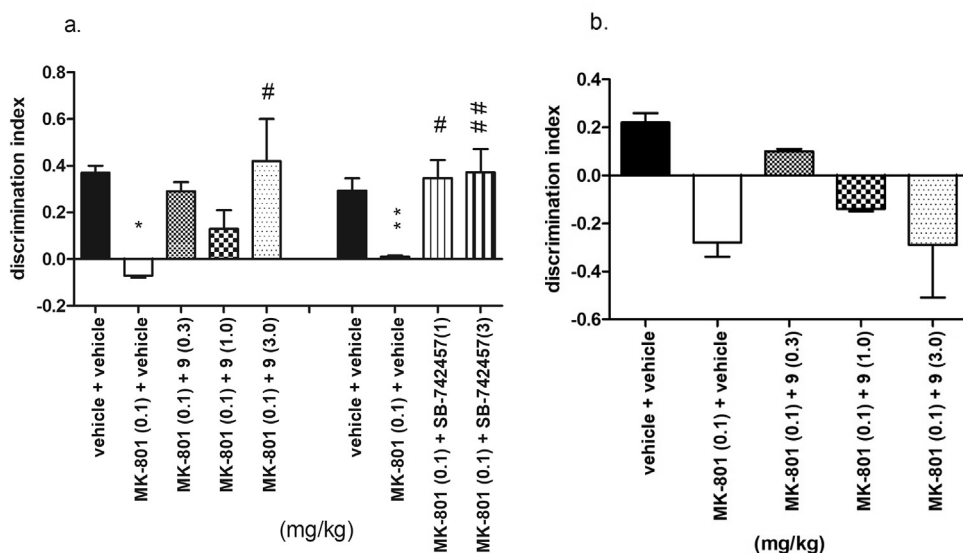 a.
discrimination index
0.8
0.6
0.4
0.2
0.0
-0.2
*
#
*
*
#
#
#
vehicle + vehicle
MK-801 (0.1) + vehicle
MK-801 (0.1) + 9 (0.3)
MK-801 (0.1) + 9 (1.0)
MK-801 (0.1) + 9 (3.0)
vehicle + vehicle
MK-801 (0.1) + vehicle
MK-801 (0.1) + SB-742457(1)
MK-801 (0.1) + SB-742457(3)
(mg/kg)
b.
discrimination index
0.4
0.2
0.0
-0.2
-0.4
-0.6
vehicle + vehicle
MK-801 (0.1) + vehicle
MK-801 (0.1) + 9 (0.3)
MK-801 (0.1) + 9 (1.0)
MK-801 (0.1) + 9 (3.0)
(mg/kg)